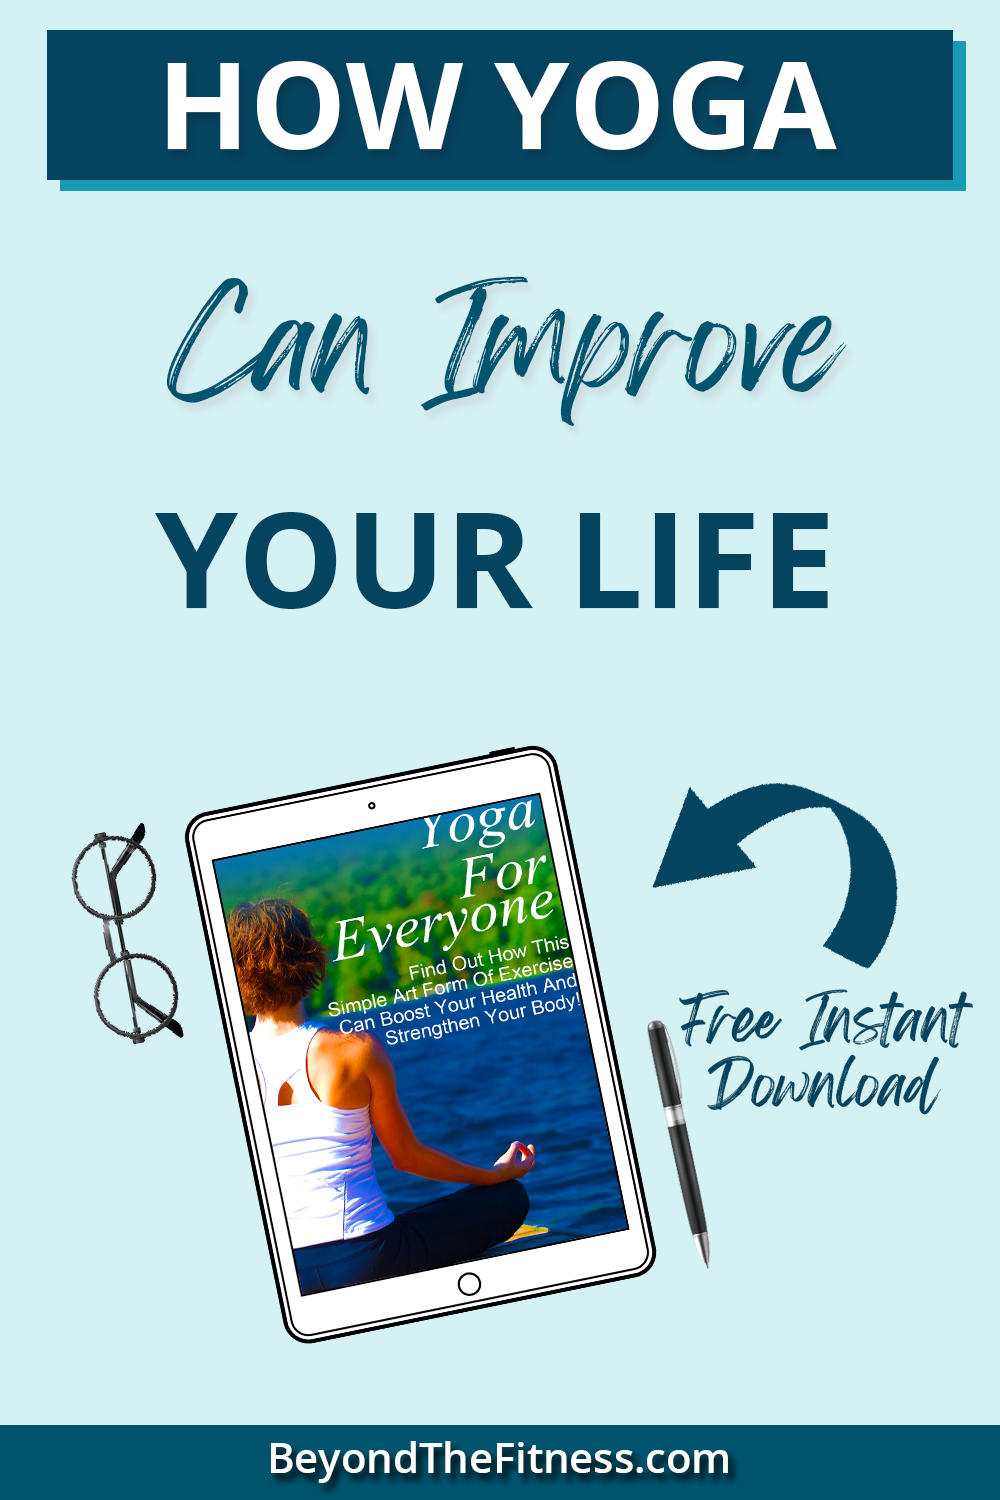 HOW YOGA
Can Improve
YOUR LIFE
Yoga
For
Everyone
Find Out How This
Simple Art Form Of Exercise
Can Boost Your Health And
Strengthen Your Body!
Free Instant
Download
BeyondTheFitness.com